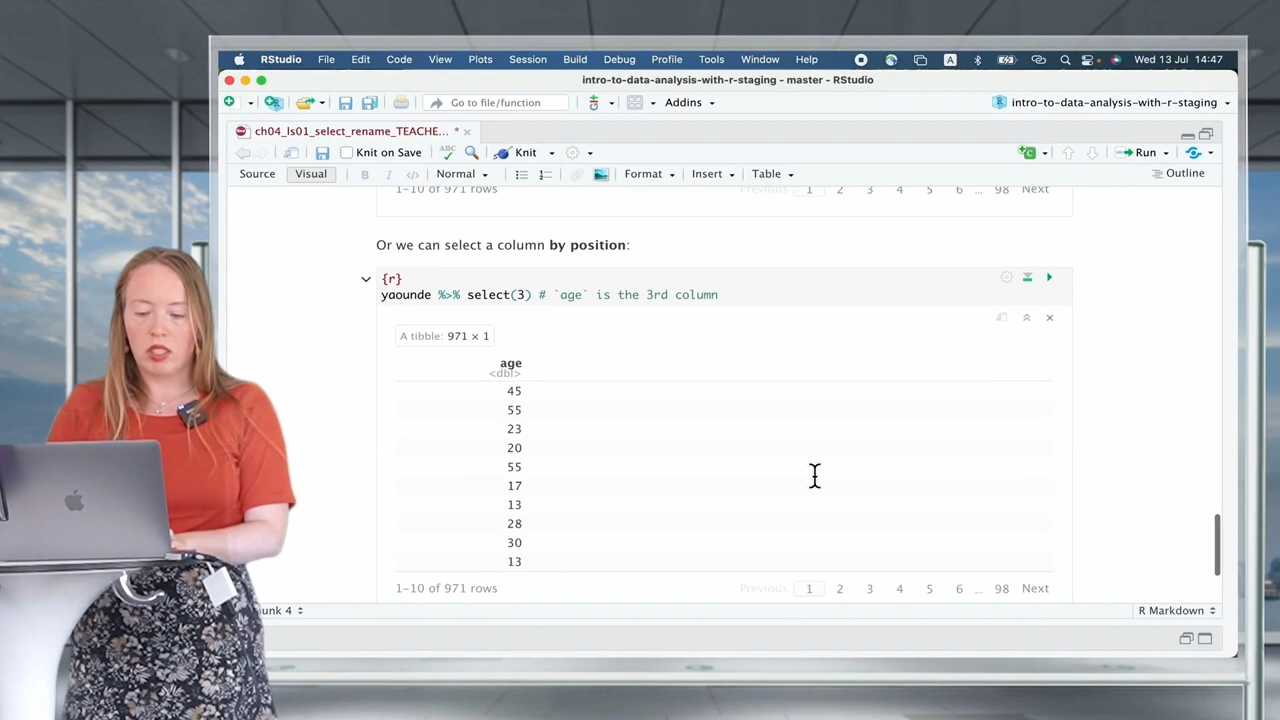 RStudio File Edit Code View Plots Session Build Debug Profile Tools Window Help A Wed 13 Jul 14:47
intro-to-data-analysis-with-r-staging - master - RStudio
Go to file/function Addins intro-to-data-analysis-with-r-staging
ch04_ls01_select_rename_TEACHE... *
Knit on Save ABC Knit Run
Source Visual B I Normal Format Insert Table Outline
1-10 of 971 rows Previous 1 2 3 4 5 6 ... 98 Next
Or we can select a column by position:
{r}
yaounde %>% select(3) # `age` is the 3rd column
A tibble: 971 × 1
age
<dbl>
45
55
23
20
55
17
13
28
30
13
1-10 of 971 rows Previous 1 2 3 4 5 6 ... 98 Next
unk 4 R Markdown